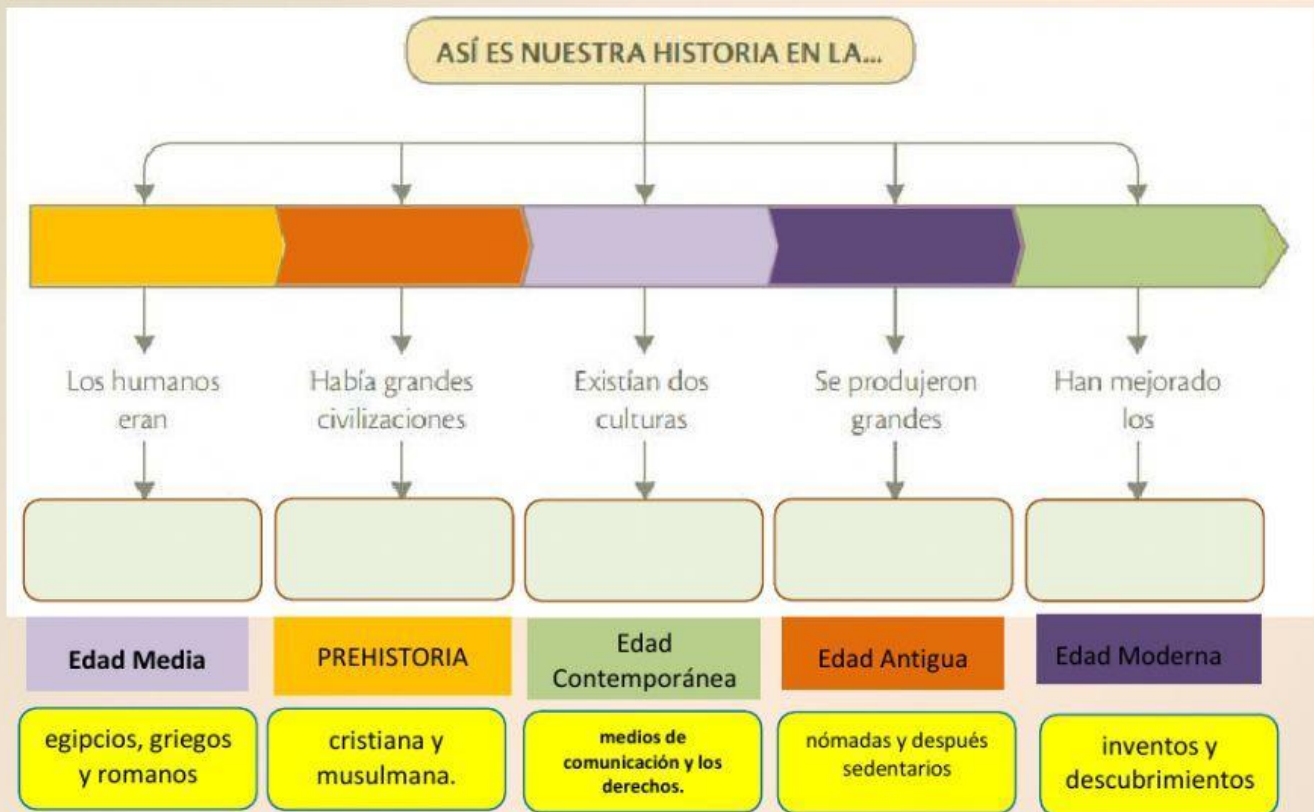 ASÍ ES NUESTRA HISTORIA EN LA...
Los humanos
eran
Había grandes
civilizaciones
Existían dos
culturas
Se produjeron
grandes
Han mejorado
los
Edad Media
PREHISTORIA
Edad
Contemporánea
Edad Antigua
Edad Moderna
egipcios, griegos
y romanos
cristiana y
musulmana.
medios de
comunicación y los
derechos.
nómadas y después
sedentarios
inventos y
descubrimientos